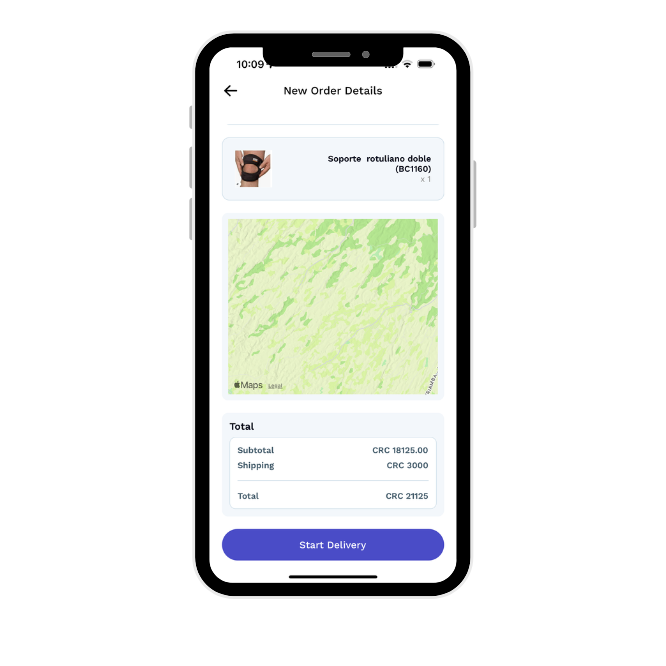 10:09
New Order Details
Soporte rotuliano doble
(BC1160)
x 1
Maps
Legal
RIAMBA
Total
Subtotal CRC 18125.00
Shipping CRC 3000
Total CRC 21125
Start Delivery